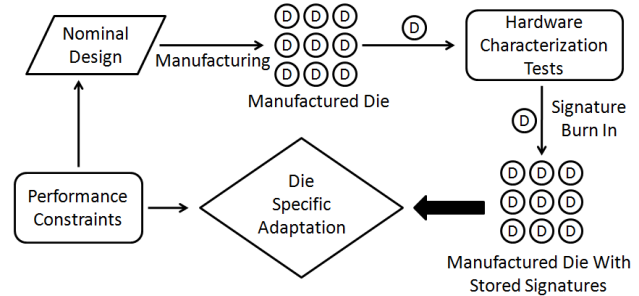 Nominal
Design
Manufacturing
D D D
D D D
D D D
Manufactured Die
D
Hardware
Characterization
Tests
D
Signature
Burn In
D D D
D D D
D D D
Manufactured Die With
Stored Signatures
Die
Specific
Adaptation
Performance
Constraints